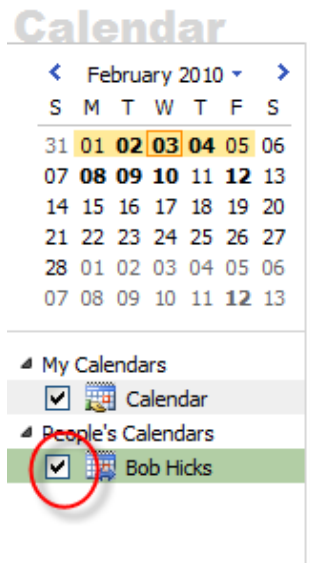 Calendar
February 2010
S M T W T F S
31 01 02 03 04 05 06
07 08 09 10 11 12 13
14 15 16 17 18 19 20
21 22 23 24 25 26 27
28 01 02 03 04 05 06
07 08 09 10 11 12 13
My Calendars
Calendar
People's Calendars
Bob Hicks